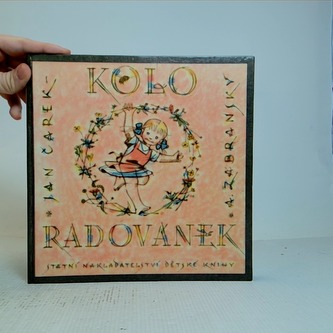 KOLO
JAN ČAREK
A. ZÁBRANSKÝ
RADOVÁNEK
STÁTNÍ NAKLADATELSTVÍ DĚTSKÉ KNIHY